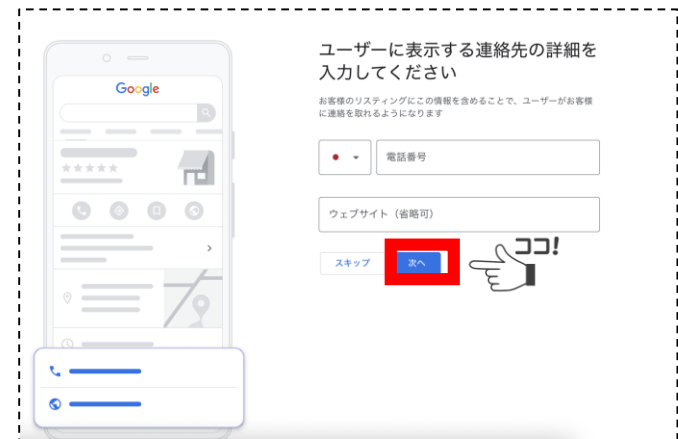 Google
ユーザーに表示する連絡先の詳細を
入力してください
お客様のリスティングにこの情報を含めることで、ユーザーがお客様
に連絡を取れるようになります
電話番号
ウェブサイト（省略可）
スキップ
次へ
ココ!